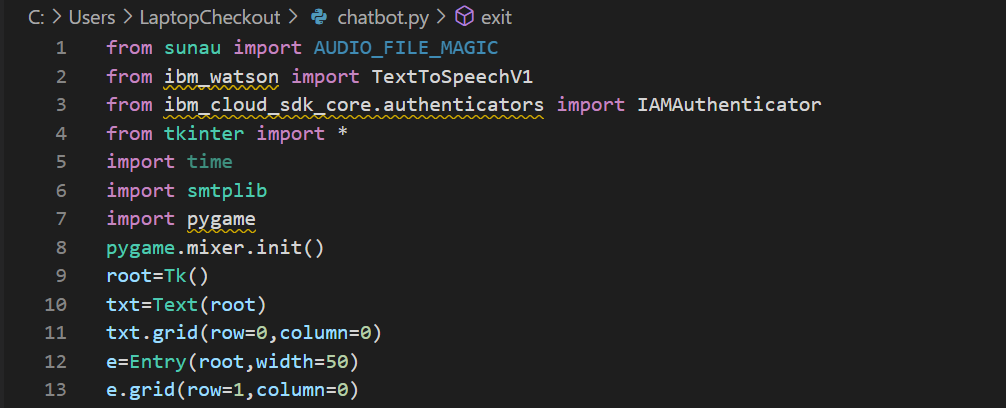 C: > Users > LaptopCheckout > chatbot.py > exit
1 from sunau import AUDIO_FILE_MAGIC
2 from ibm_watson import TextToSpeechV1
3 from ibm_cloud_sdk_core.authenticators import IAMAuthenticator
4 from tkinter import *
5 import time
6 import smtplib
7 import pygame
8 pygame.mixer.init()
9 root=Tk()
10 txt=Text(root)
11 txt.grid(row=0,column=0)
12 e=Entry(root,width=50)
13 e.grid(row=1,column=0)